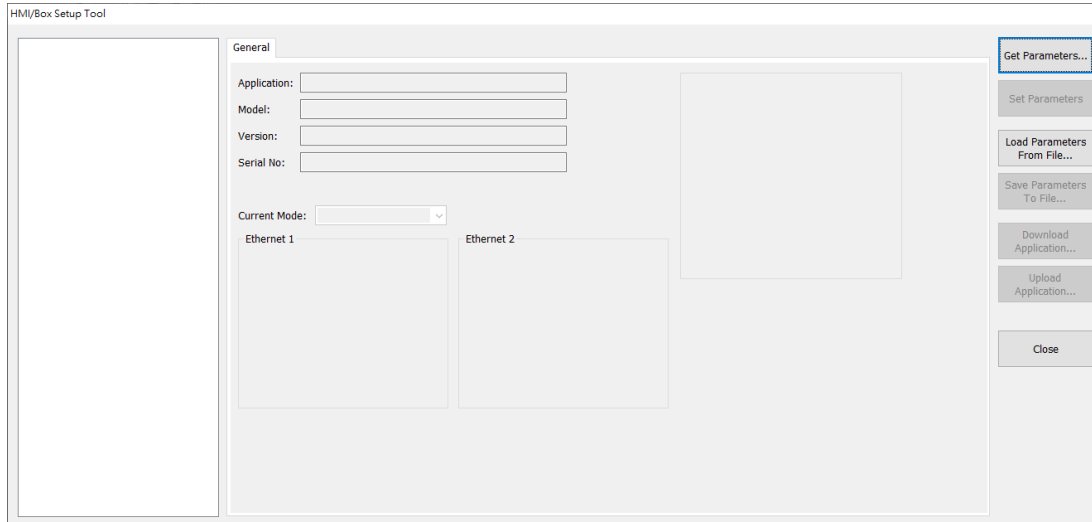 HMI/Box Setup Tool
General
Application:
Model:
Version:
Serial No:
Current Mode:
Ethernet 1
Ethernet 2
Get Parameters...
Set Parameters
Load Parameters
From File...
Save Parameters
To File...
Download
Application...
Upload
Application...
Close